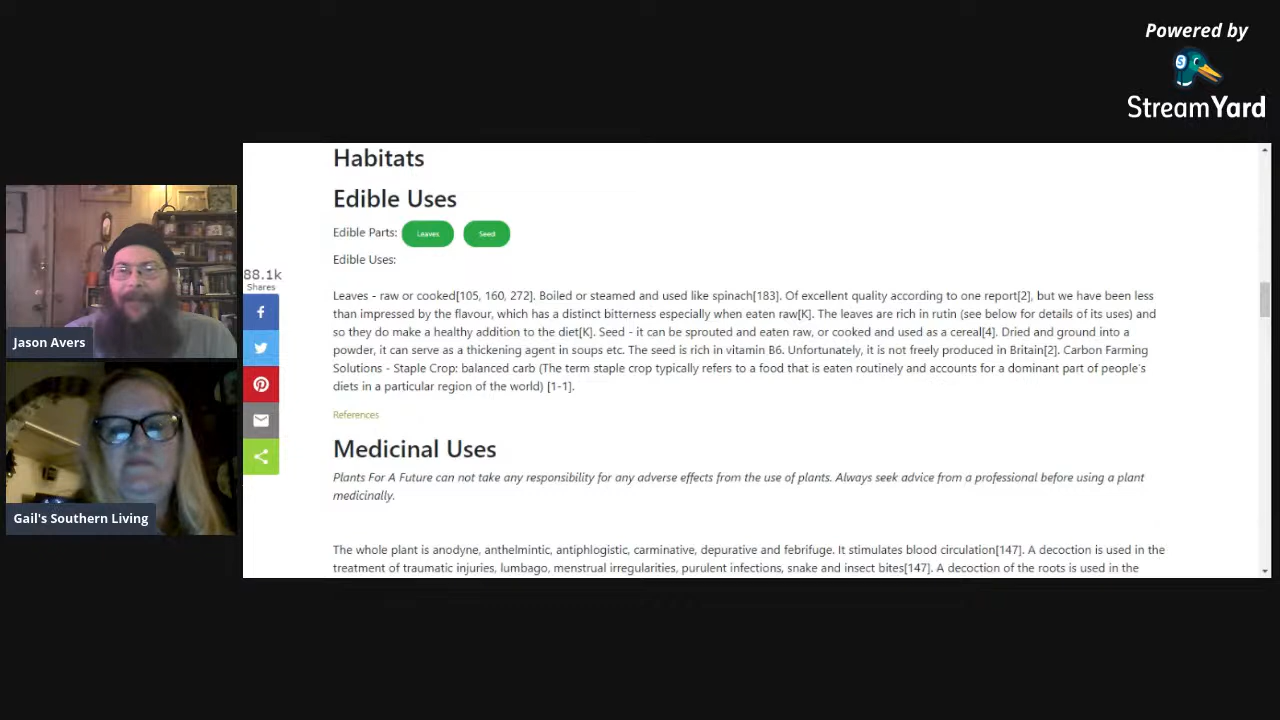 Powered by
StreamYard
Habitats
Edible Uses
Edible Parts: Leaves Seed
Edible Uses:
88.1k
Shares
Leaves - raw or cooked[105, 160, 272]. Boiled or steamed and used like spinach[183]. Of excellent quality according to one report[2], but we have been less
than impressed by the flavour, which has a distinct bitterness especially when eaten raw[K]. The leaves are rich in rutin (see below for details of its uses) and
so they do make a healthy addition to the diet[K]. Seed - it can be sprouted and eaten raw, or cooked and used as a cereal[4]. Dried and ground into a
powder, it can serve as a thickening agent in soups etc. The seed is rich in vitamin B6. Unfortunately, it is not freely produced in Britain[2]. Carbon Farming
Solutions - Staple Crop: balanced carb (The term staple crop typically refers to a food that is eaten routinely and accounts for a dominant part of people's
diets in a particular region of the world) [1-1].
References
Jason Avers
Medicinal Uses
Plants For A Future can not take any responsibility for any adverse effects from the use of plants. Always seek advice from a professional before using a plant
medicinally.
Gail's Southern Living
The whole plant is anodyne, anthelmintic, antiphlogistic, carminative, depurative and febrifuge. It stimulates blood circulation[147]. A decoction is used in the
treatment of traumatic injuries, lumbago, menstrual irregularities, purulent infections, snake and insect bites[147]. A decoction of the roots is used in the